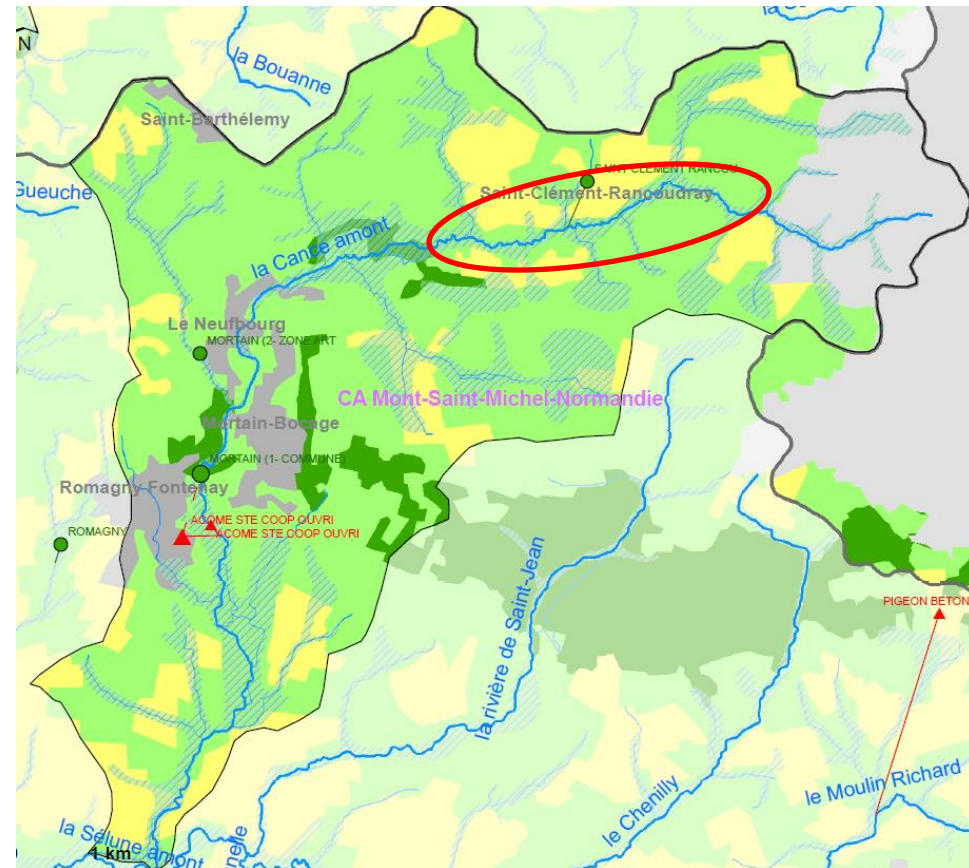 N
la Bouanne
Saint-Barthélemy
Gueuche
SAINT CLEMENT RANCOU
Saint-Clément-Rancoudray
la Cance amont
Le Neufbourg
MORTAIN (2- ZONE ART
CA Mont-Saint-Michel-Normandie
Mortain-Bocage
MORTAIN (1- COMMUNE)
Romagny-Fontenay
ACOME STE COOP OUVRI
ACOME STE COOP OUVRI
ROMAGNY
PIGEON BETON
la rivière de Saint-Jean
le Chenilly
le Moulin Richard
la Sélune amont
1 km
nelle